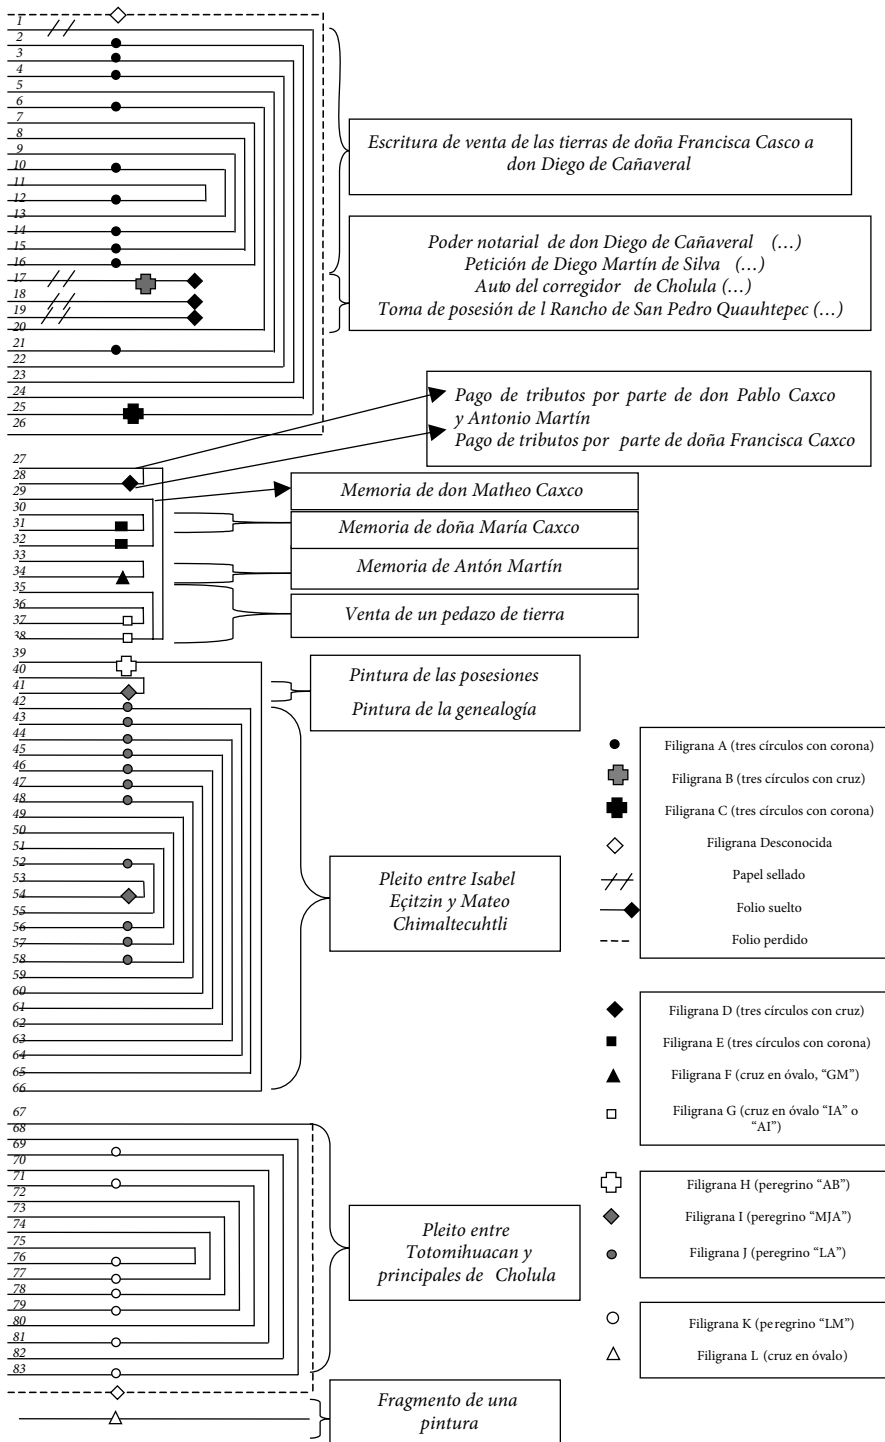 1
2
3
4
5
6
7
8
9
10
11
12
13
14
15
16
17
18
19
20
21
22
23
24
25
26
Escritura de venta de las tierras de doña Francisca Casco a
don Diego de Cañaveral
Poder notarial de don Diego de Cañaveral (...)
Petición de Diego Martín de Silva (...)
Auto del corregidor de Cholula (...)
Toma de posesión de l Rancho de San Pedro Quauhtepec (...)
27
28
29
30
31
32
33
34
35
36
37
38
Pago de tributos por parte de don Pablo Caxco
y Antonio Martín
Pago de tributos por parte de doña Francisca Caxco
Memoria de don Matheo Caxco
Memoria de doña María Caxco
Memoria de Antón Martín
Venta de un pedazo de tierra
39
40
41
42
43
44
45
46
47
48
49
50
51
52
53
54
55
56
57
58
59
60
61
62
63
64
65
66
Pintura de las posesiones
Pintura de la genealogía
Pleito entre Isabel
Eçitzin y Mateo
Chimaltecuhtli
67
68
69
70
71
72
73
74
75
76
77
78
79
80
81
82
83
Pleito entre
Totomihuacan y
principales de Cholula
Fragmento de una
pintura
Filigrana A (tres círculos con corona)
Filigrana B (tres círculos con cruz)
Filigrana C (tres círculos con corona)
Filigrana Desconocida
Papel sellado
Folio suelto
Folio perdido
Filigrana D (tres círculos con cruz)
Filigrana E (tres círculos con corona)
Filigrana F (cruz en óvalo, “GM”)
Filigrana G (cruz en óvalo “IA” o
“AI”)
Filigrana H (peregrino “AB”)
Filigrana I (peregrino “MJA”)
Filigrana J (peregrino “LA”)
Filigrana K (peregrino “LM”)
Filigrana L (cruz en óvalo)